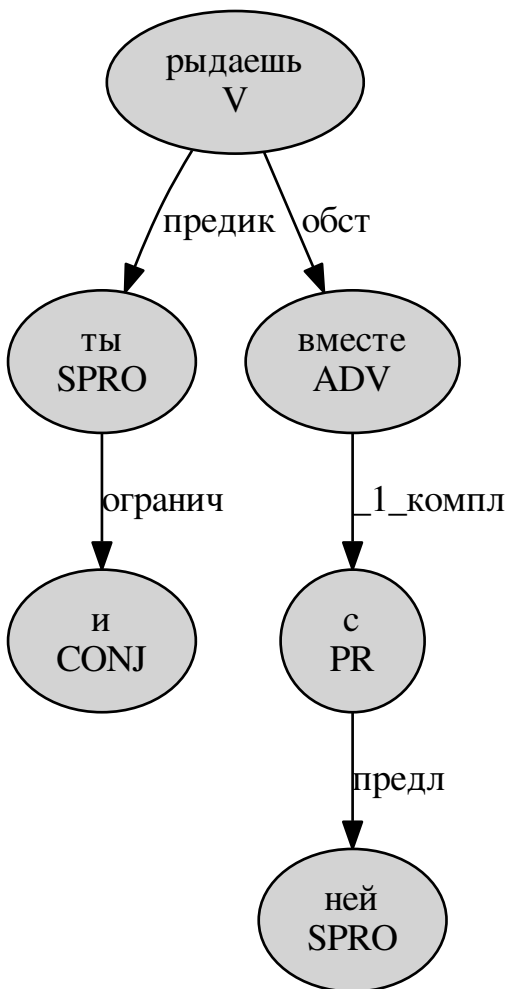 рыдаешь
V
предик
обст
ты
SPRO
вместе
ADV
огранич
_1_компл
и
CONJ
с
PR
предл
ней
SPRO